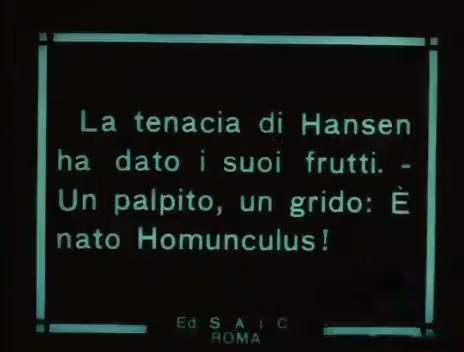 La tenacia di Hansen
ha dato i suoi frutti. -
Un palpito, un grido: È
nato Homunculus!
Ed S A I C
ROMA